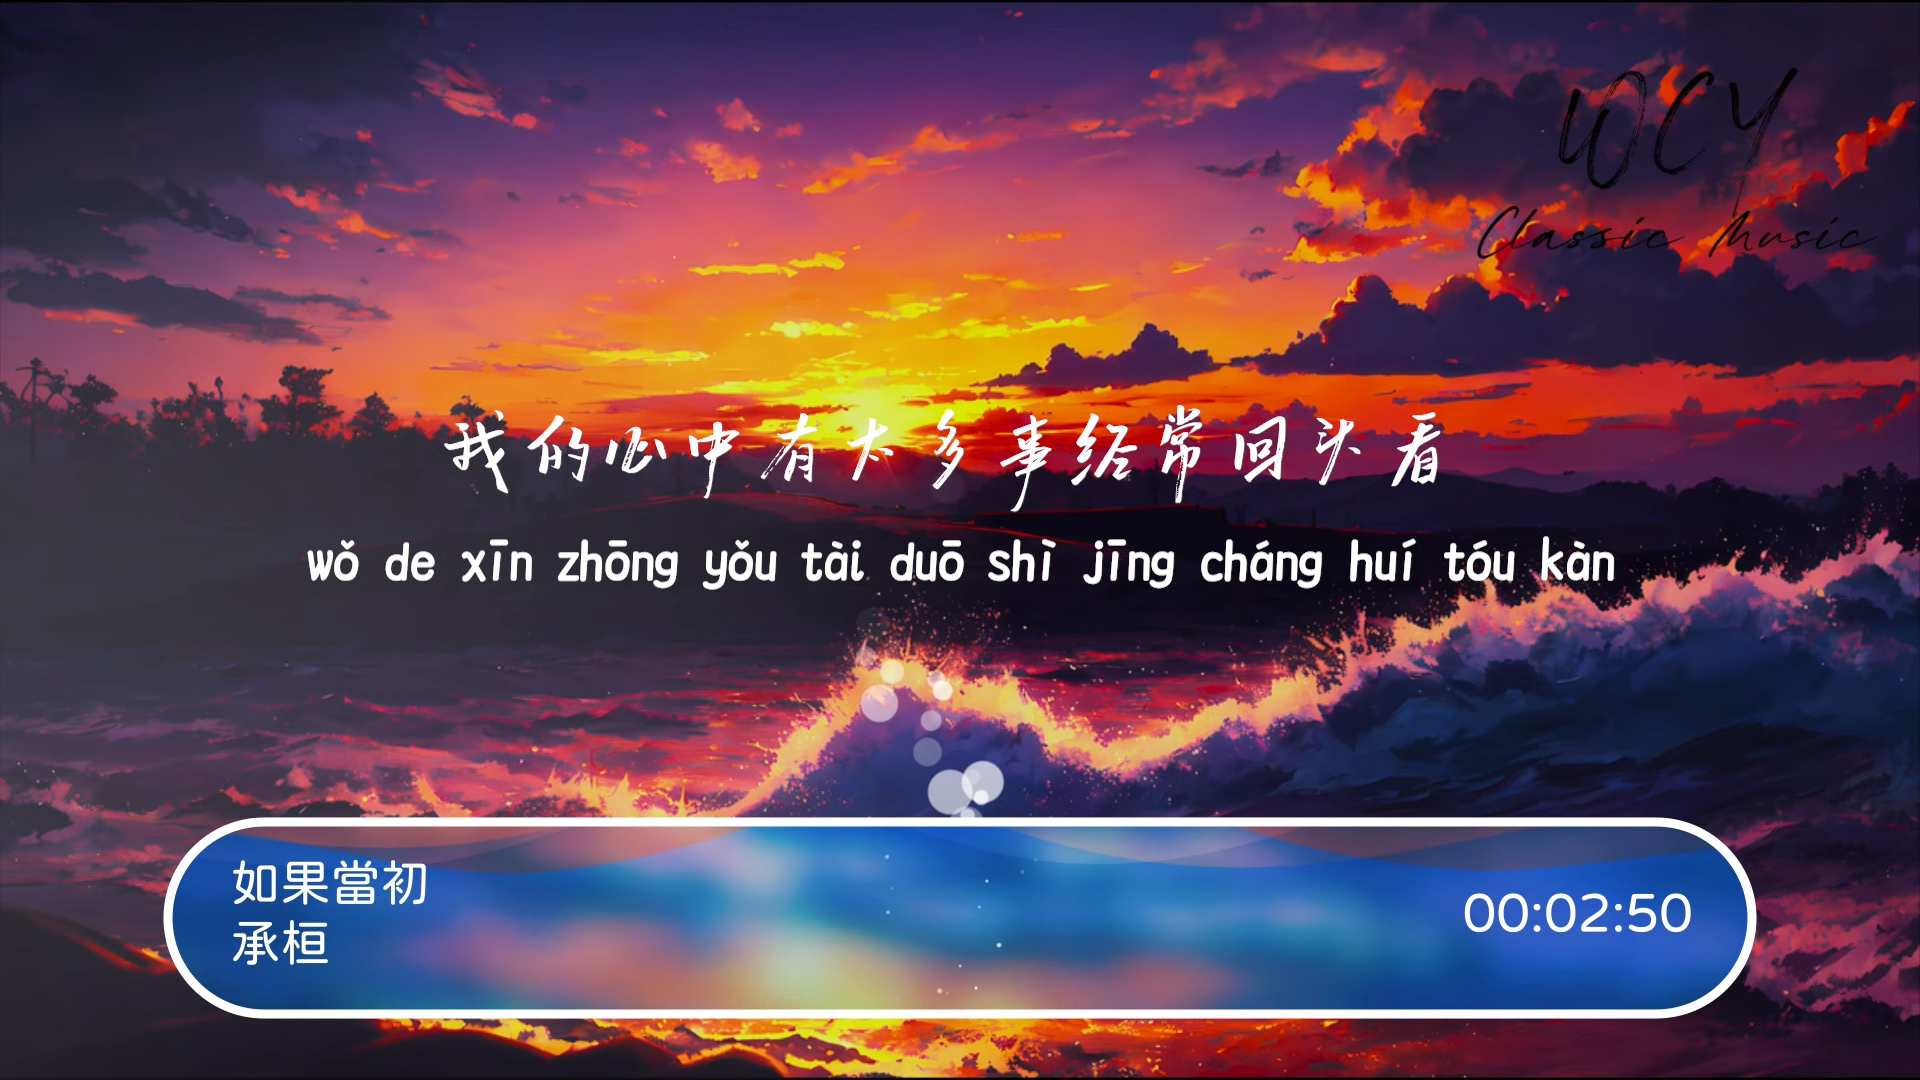 WCY
Classic Music
我的心中有太多事经常回头看
wǒ de xīn zhōng yǒu tài duō shì jīng cháng huí tóu kàn
如果當初
承桓
00:02:50